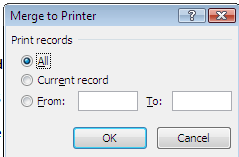 Merge to Printer
Print records
All
Current record
From: To:
OK Cancel